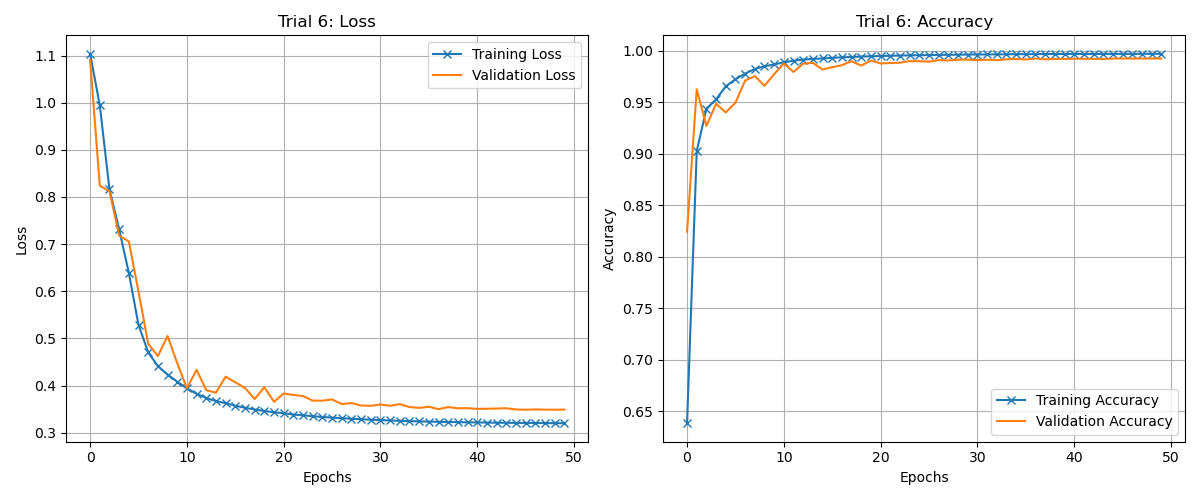 Trial 6: Loss
1.1
1.0
0.9
0.8
0.7
0.6
0.5
0.4
0.3
Loss
Training Loss
Validation Loss
0 10 20 30 40 50
Epochs
Trial 6: Accuracy
1.00
0.95
0.90
0.85
0.80
0.75
0.70
0.65
Accuracy
Training Accuracy
Validation Accuracy
0 10 20 30 40 50
Epochs